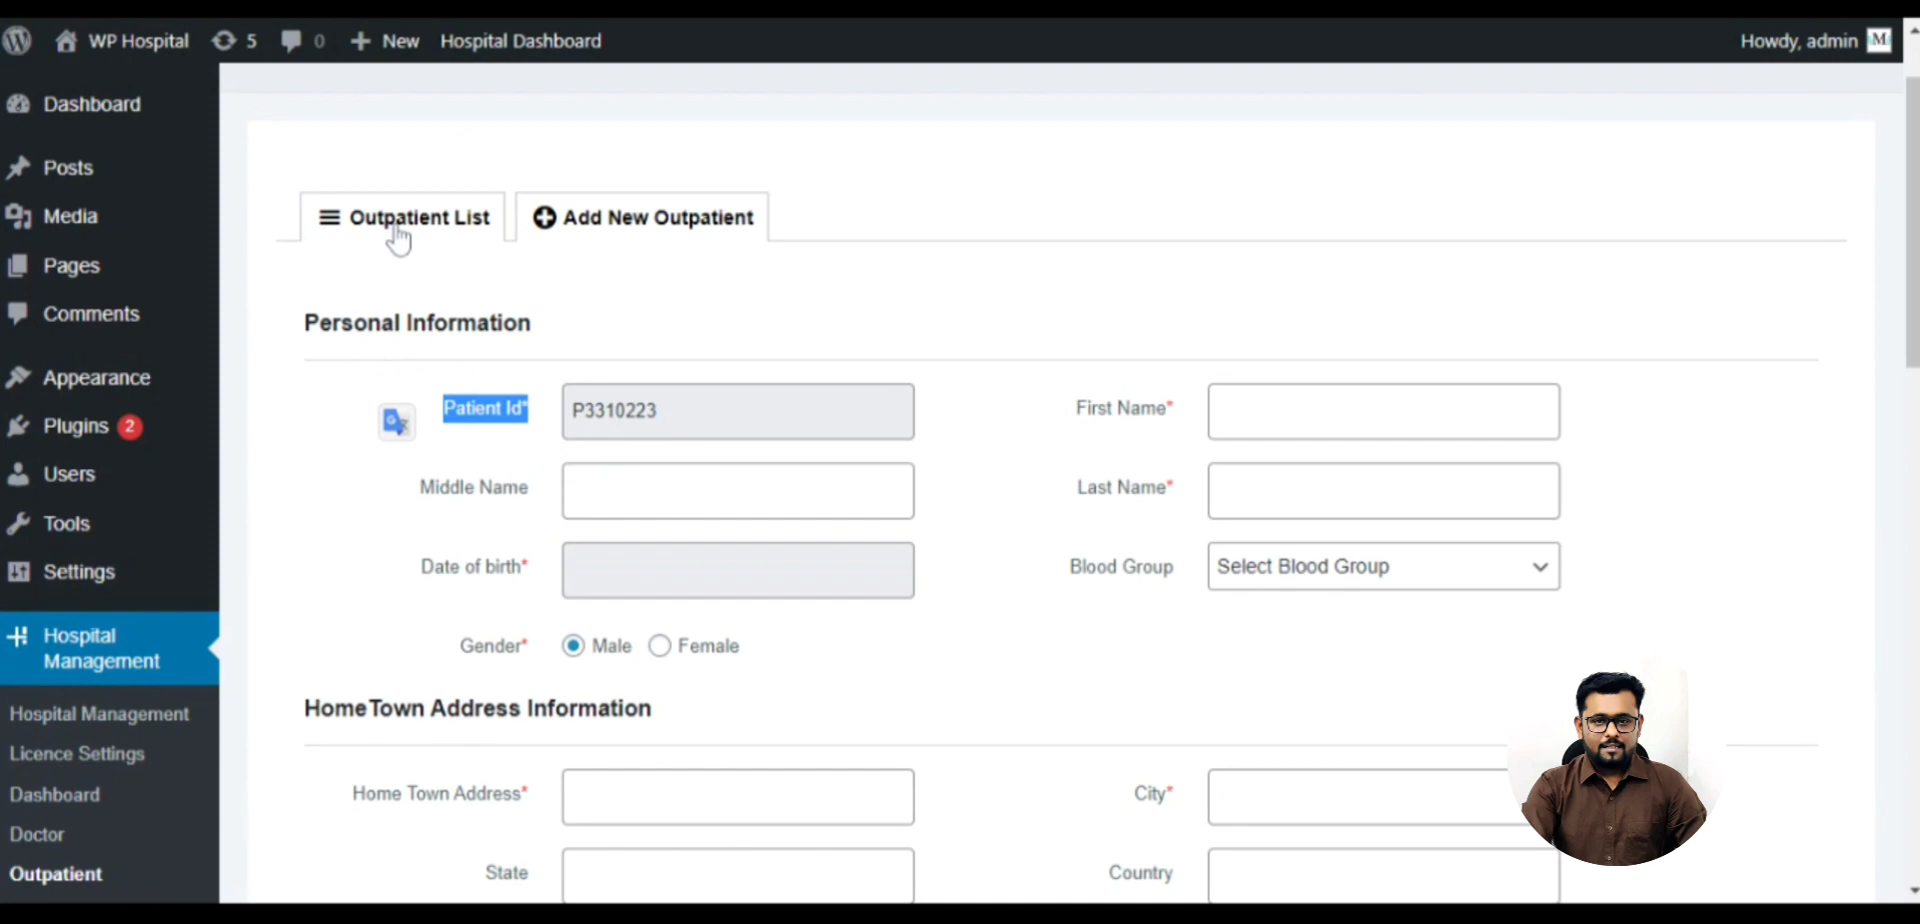 WP Hospital 5 0 New Hospital Dashboard Howdy, admin M
Dashboard
Posts
Media
Pages
Comments
Appearance
Plugins 2
Users
Tools
Settings
Hospital
Management
Hospital Management
Licence Settings
Dashboard
Doctor
Outpatient
Outpatient List Add New Outpatient
Personal Information
Patient Id* P3310223 First Name*
Middle Name Last Name*
Date of birth* Blood Group Select Blood Group
Gender* Male Female
HomeTown Address Information
Home Town Address* City*
State Country